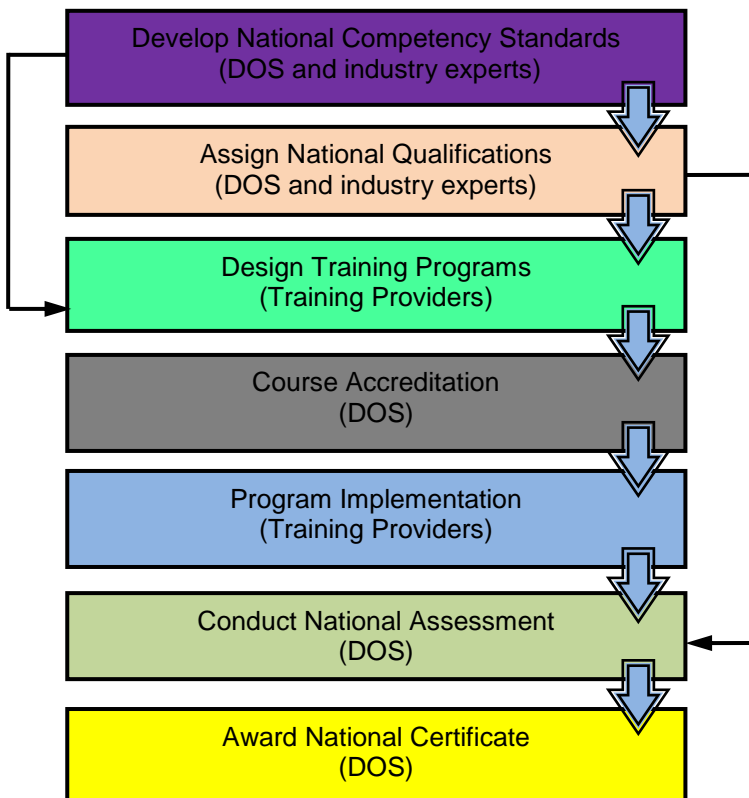 Develop National Competency Standards
(DOS and industry experts)
Assign National Qualifications
(DOS and industry experts)
Design Training Programs
(Training Providers)
Course Accreditation
(DOS)
Program Implementation
(Training Providers)
Conduct National Assessment
(DOS)
Award National Certificate
(DOS)